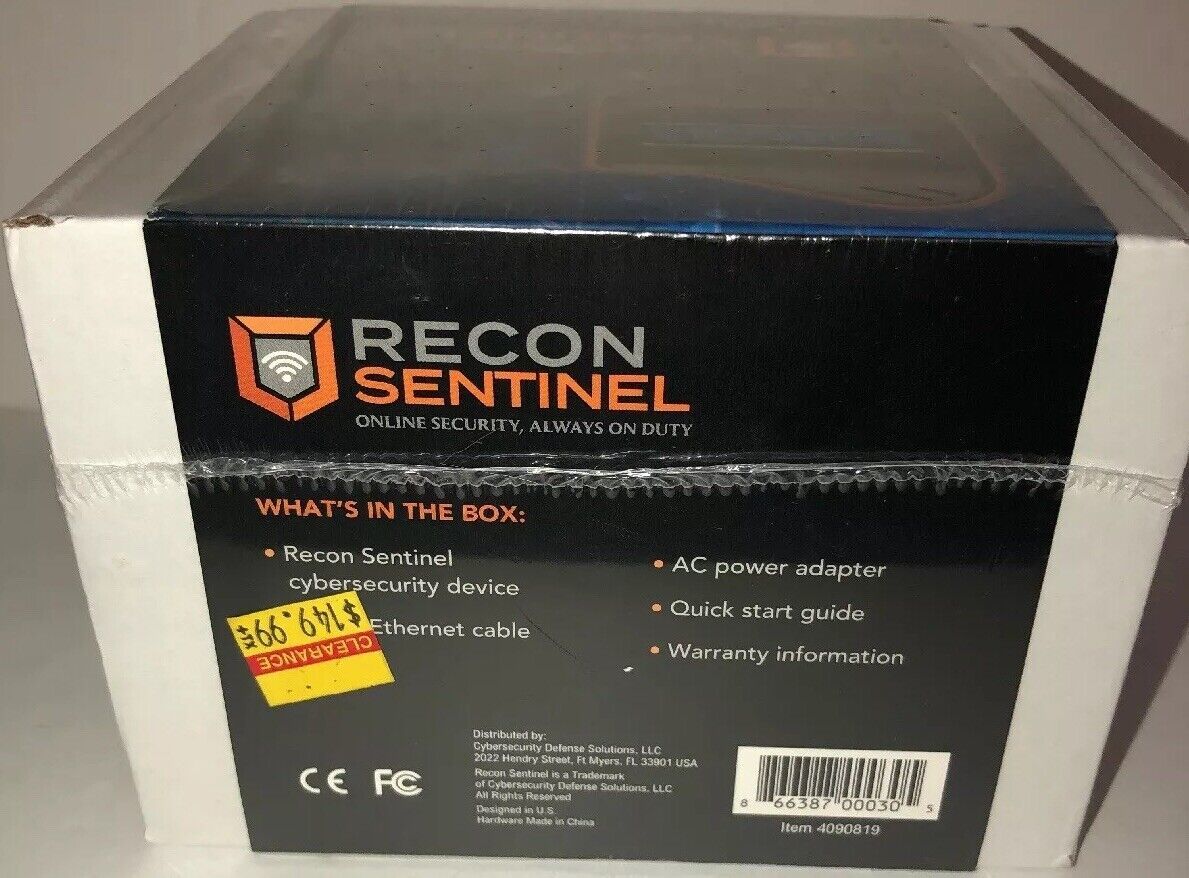 RECON
SENTINEL
ONLINE SECURITY, ALWAYS ON DUTY
WHAT'S IN THE BOX:
• Recon Sentinel
cybersecurity device
Ethernet cable
• AC power adapter
• Quick start guide
• Warranty information
$149.99
CLEARANCE
Distributed by:
Cybersecurity Defense Solutions, LLC
2022 Hendry Street, Ft Myers, FL 33901 USA
Recon Sentinel is a Trademark
of Cybersecurity Defense Solutions, LLC
All Rights Reserved
Designed in U.S.
Hardware Made in China
CE FC
8 66387 00030 5
Item 4090819